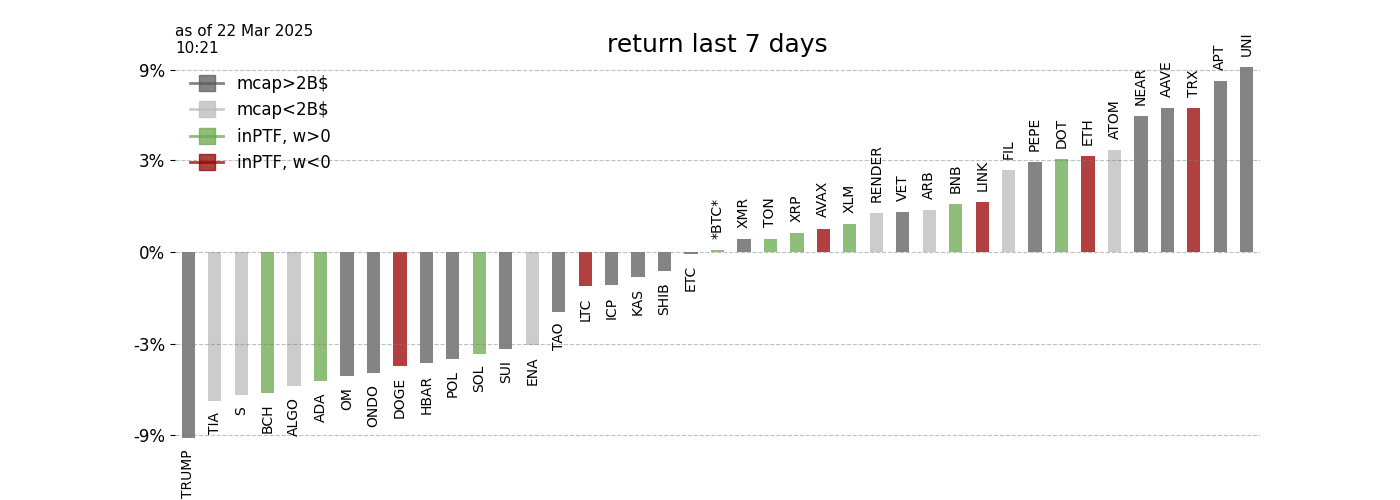 as of 22 Mar 2025
10:21
return last 7 days
mcap>2B$
mcap<2B$
inPTF, w>0
inPTF, w<0
9%
3%
0%
-3%
-9%
TRUMP
TIA
S
BCH
ALGO
ADA
OM
ONDO
DOGE
HBAR
POL
SOL
SUI
ENA
TAO
LTC
ICP
KAS
SHIB
ETC
*BTC*
XMR
TON
XRP
AVAX
XLM
RENDER
VET
ARB
BNB
LINK
FIL
PEPE
DOT
ETH
ATOM
NEAR
AAVE
TRX
APT
UNI